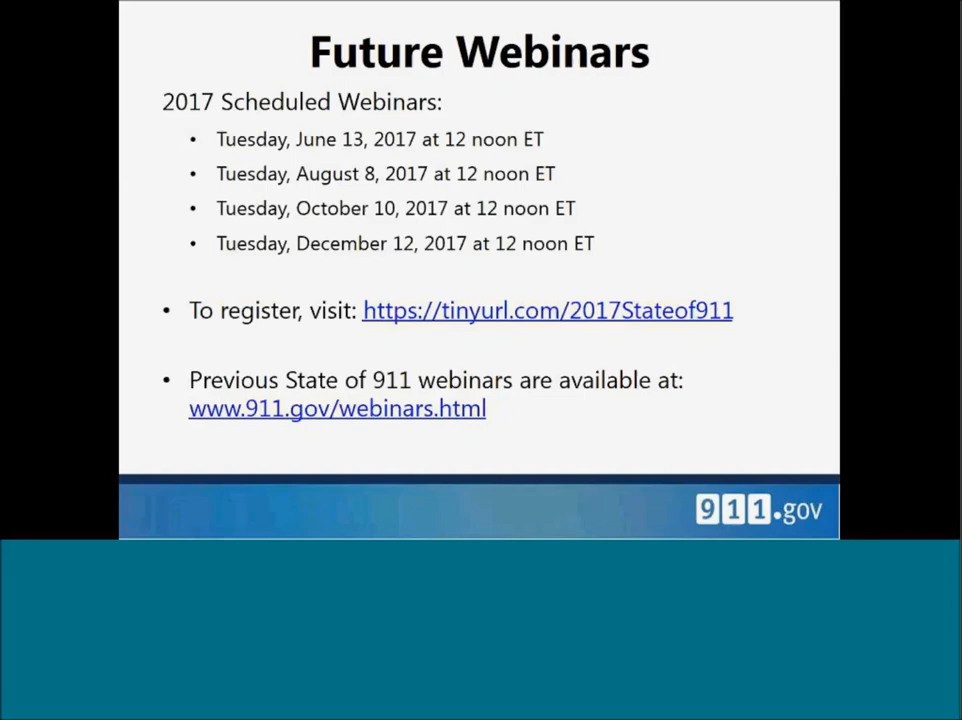 Future Webinars
2017 Scheduled Webinars:
• Tuesday, June 13, 2017 at 12 noon ET
• Tuesday, August 8, 2017 at 12 noon ET
• Tuesday, October 10, 2017 at 12 noon ET
• Tuesday, December 12, 2017 at 12 noon ET
• To register, visit: https://tinyurl.com/2017Stateof911
• Previous State of 911 webinars are available at:
www.911.gov/webinars.html
911.gov